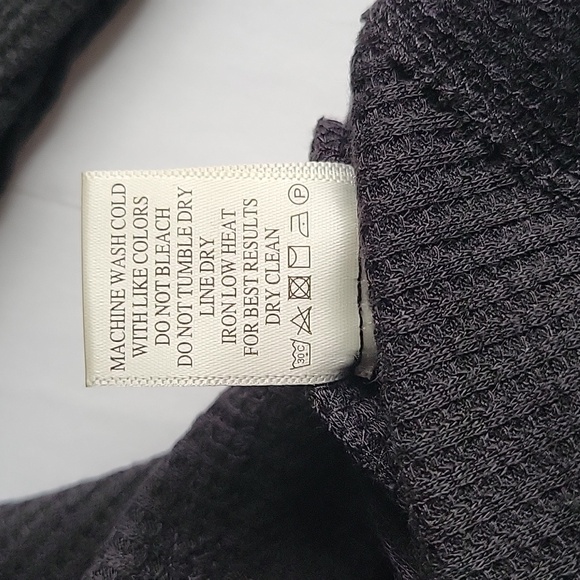 MACHINE WASH COLD
WITH LIKE COLORS
DO NOT BLEACH
DO NOT TUMBLE DRY
LINE DRY
IRON LOW HEAT
FOR BEST RESULTS
DRY CLEAN
30C P